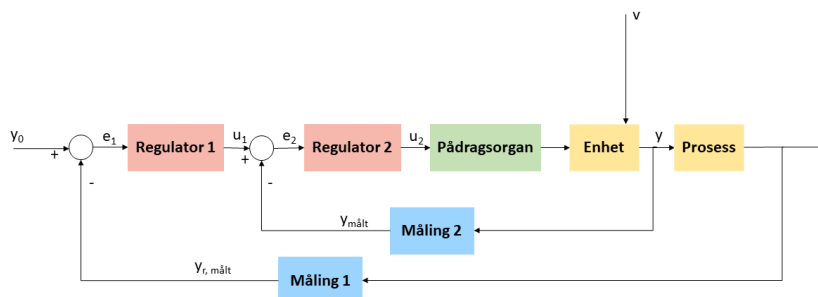 v
y0
e1
u1
e2
u2
y
+
Regulator 1
+
Regulator 2
Pådragsorgan
Enhet
Prosess
-
-
ymålt
Måling 2
yr, målt
Måling 1